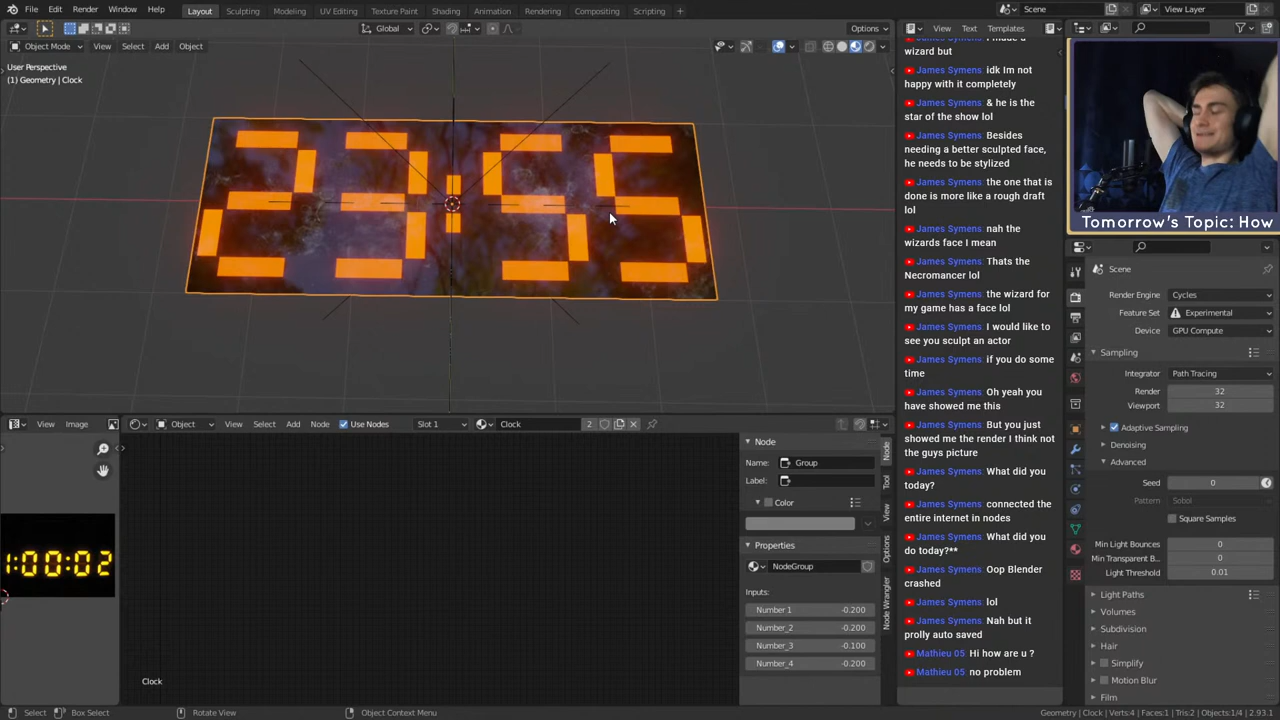 File Edit Render Window Help
Layout Sculpting Modeling UV Editing Texture Paint Shading Animation Rendering Compositing Scripting +
Scene
View Layer
Global
Options
View Text Templates
Object Mode View Select Add Object
User Perspective
(1) Geometry | Clock
23:55
wizard but
James Symens idk Im not
happy with it completely
James Symens & he is the
star of the show lol
James Symens Besides
needing a better sculpted face,
he needs to be stylized
James Symens the one that is
done is more like a rough draft
lol
James Symens nah the
wizards face I mean
James Symens Thats the
Necromancer lol
James Symens the wizard for
my game has a face lol
James Symens I would like to
see you sculpt an actor
James Symens if you do some
time
James Symens Oh yeah you
have showed me this
James Symens But you just
showed me the render I think not
the guys picture
James Symens What did you
today?
James Symens connected the
entire internet in nodes
James Symens What did you
do today?**
James Symens Oop Blender
crashed
James Symens lol
James Symens Nah but it
prolly auto saved
Mathieu 05 Hi how are u ?
Mathieu 05 no problem
Tomorrow's Topic: How
Scene
Render Engine Cycles
Feature Set Experimental
Device GPU Compute
Sampling
Integrator Path Tracing
Render 32
Viewport 32
Adaptive Sampling
Denoising
Advanced
Seed 0
Pattern Sobol
Square Samples
Min Light Bounces 0
Min Transparent B... 0
Light Threshold 0.01
Light Paths
Volumes
Subdivision
Hair
Simplify
Motion Blur
Film
View Image
Object View Select Add Node Use Nodes Slot 1 Clock 2
:00:02
Clock
Node
Name: Group
Label:
Color
Properties
NodeGroup
Inputs:
Number 1 -0.200
Number_2 -0.200
Number_3 -0.100
Number_4 -0.200
Node
Tool
View
Options
Node Wrangler
Select Box Select Rotate View Object Context Menu
Geometry | Clock | Verts:4 | Faces:1 | Tris:2 | Objects:1/4 | 2.93.1